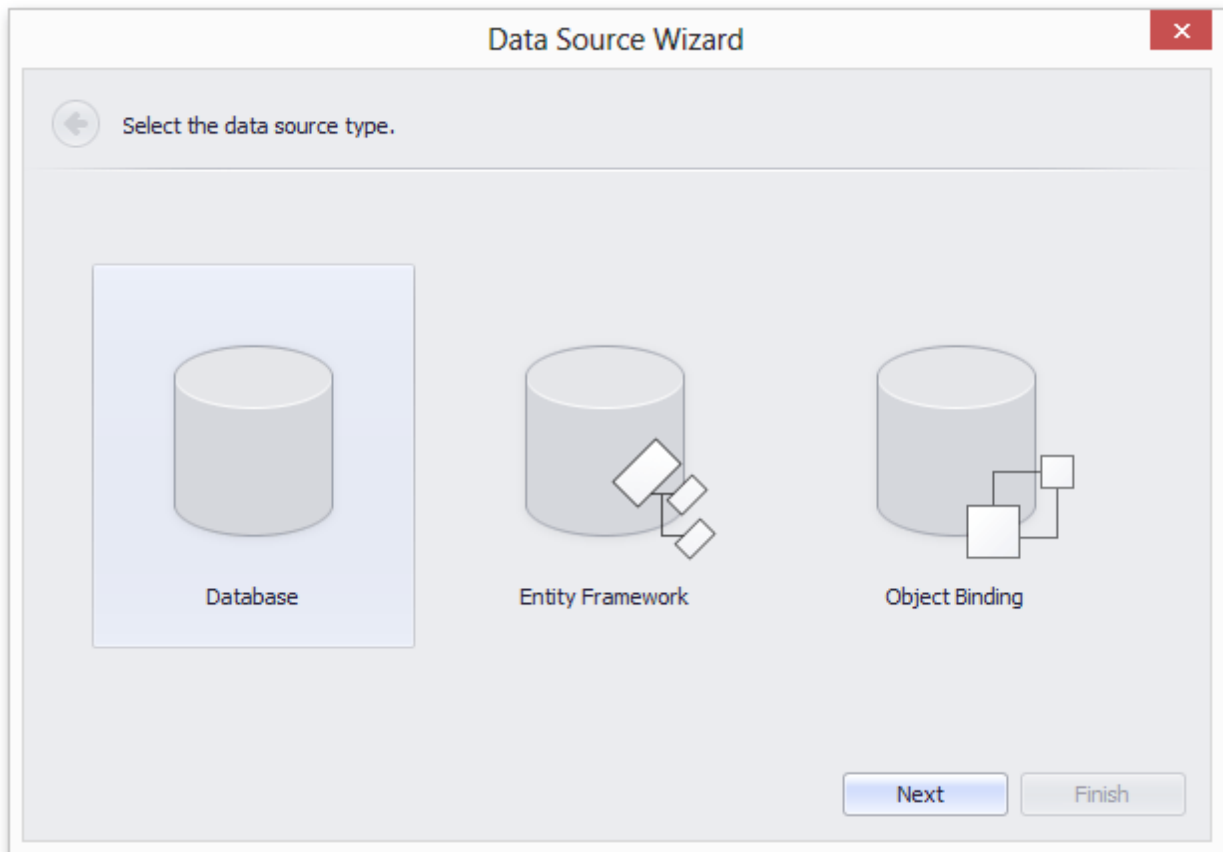 Data Source Wizard
Select the data source type.
Database
Entity Framework
Object Binding
Next
Finish